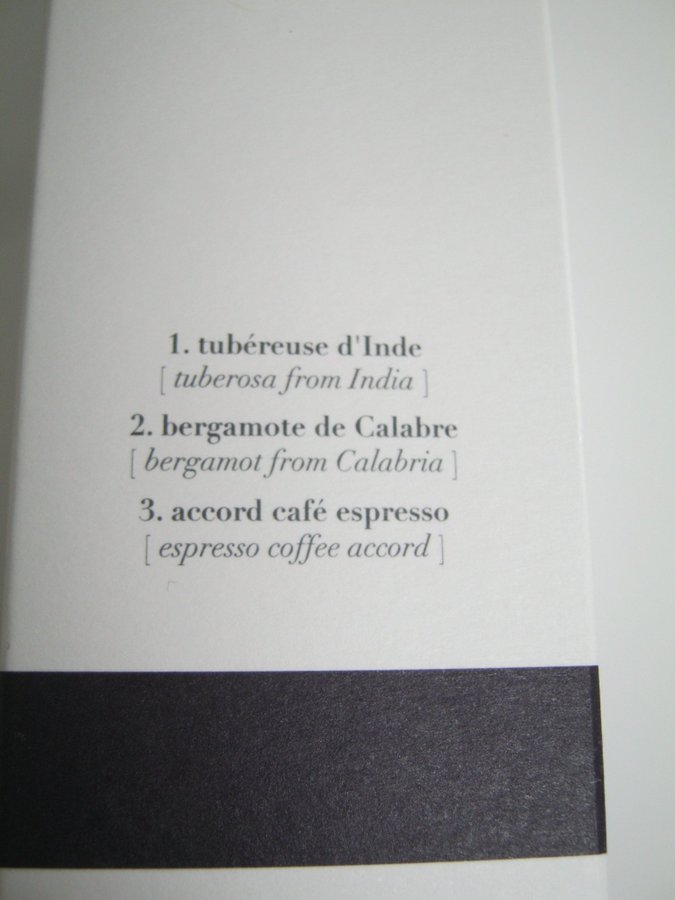 1. tubéreuse d'Inde
[ tuberosa from India ]
2. bergamote de Calabre
[ bergamot from Calabria ]
3. accord café espresso
[ espresso coffee accord ]